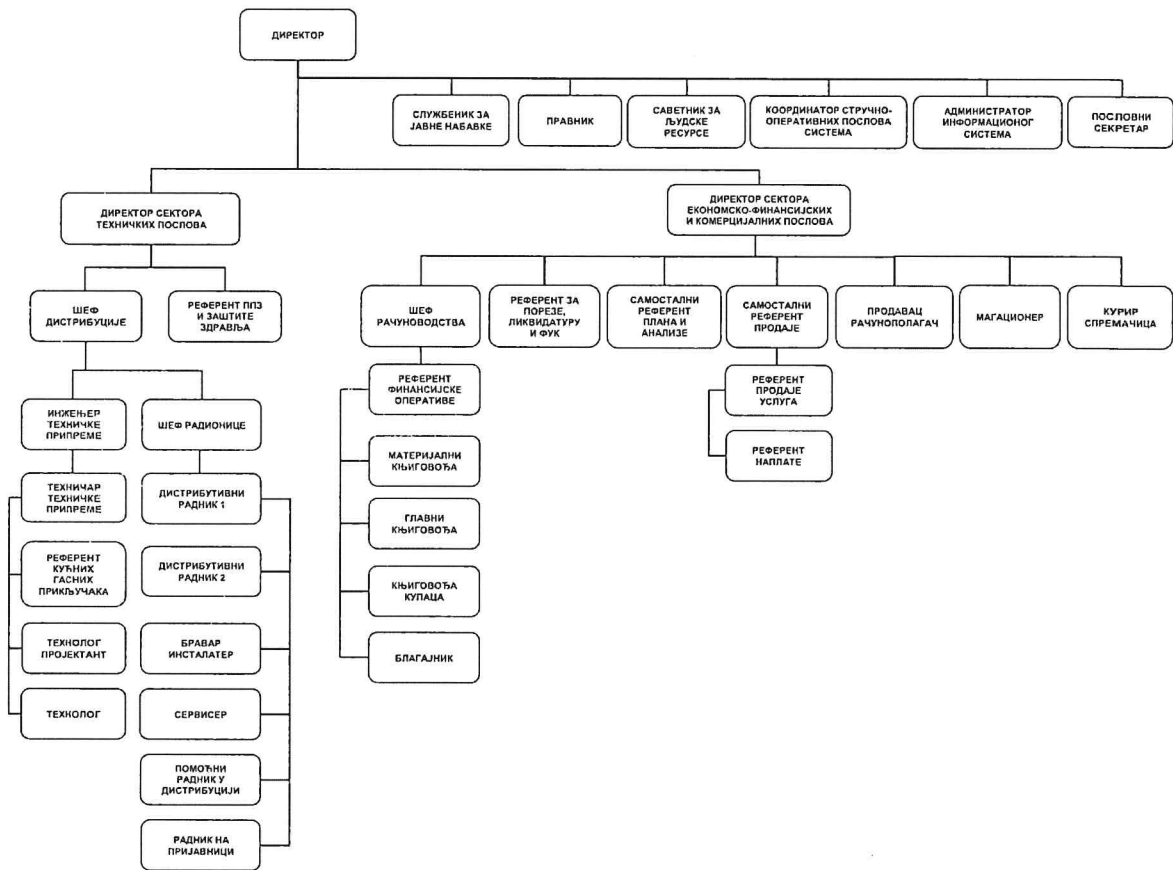 ДИРЕКТОР
СЛУЖБЕНИК ЗА
ЈАВНЕ НАБАВКЕ
ПРАВНИК
САВЕТНИК ЗА
ЉУДСКЕ
РЕСУРСЕ
КООРДИНАТОР СТРУЧНО-
ОПЕРАТИВНИХ ПОСЛОВА
СИСТЕМА
АДМИНИСТРАТОР
ИНФОРМАЦИОНОГ
СИСТЕМА
ПОСЛОВНИ
СЕКРЕТАР
ДИРЕКТОР СЕКТОРА
ТЕХНИЧКИХ ПОСЛОВА
ДИРЕКТОР СЕКТОРА
ЕКОНОМСКО-ФИНАНСИЈСКИХ
И КОМЕРЦИЈАЛНИХ ПОСЛОВА
ШЕФ
ДИСТРИБУЦИЈЕ
РЕФЕРЕНТ ППЗ
И ЗАШТИТЕ
ЗДРАВЉА
ШЕФ
РАЧУНОВОДСТВА
РЕФЕРЕНТ ЗА
ПОРЕЗЕ,
ЛИКВИДАТУРУ
И ФУК
САМОСТАЛНИ
РЕФЕРЕНТ
ПЛАНА И
АНАЛИЗЕ
САМОСТАЛНИ
РЕФЕРЕНТ
ПРОДАЈЕ
ПРОДАВАЦ
РАЧУНОПОЛАГАЧ
МАГАЦИОНЕР
КУРИР
СПРЕМАЧИЦА
ИНЖЕЊЕР
ТЕХНИЧКЕ
ПРИПРЕМЕ
ШЕФ РАДИОНИЦЕ
РЕФЕРЕНТ
ФИНАНСИЈСКЕ
ОПЕРАТИВЕ
РЕФЕРЕНТ
ПРОДАЈЕ
УСЛУГА
ТЕХНИЧАР
ТЕХНИЧКЕ
ПРИПРЕМЕ
ДИСТРИБУТИВНИ
РАДНИК 1
МАТЕРИЈАЛНИ
КЊИГОВОЂА
РЕФЕРЕНТ
НАПЛАТЕ
РЕФЕРЕНТ
КУЋНИХ
ГАСНИХ
ПРИКЉУЧАКА
ДИСТРИБУТИВНИ
РАДНИК 2
ГЛАВНИ
КЊИГОВОЂА
ТЕХНОЛОГ
ПРОЈЕКТАНТ
БРАВАР
ИНСТАЛАТЕР
КЊИГОВОЂА
КУПАЦА
ТЕХНОЛОГ
СЕРВИСЕР
БЛАГАЈНИК
ПОМОЋНИ
РАДНИК У
ДИСТРИБУЦИЈИ
РАДНИК НА
ПРИЈАВНИЦИ